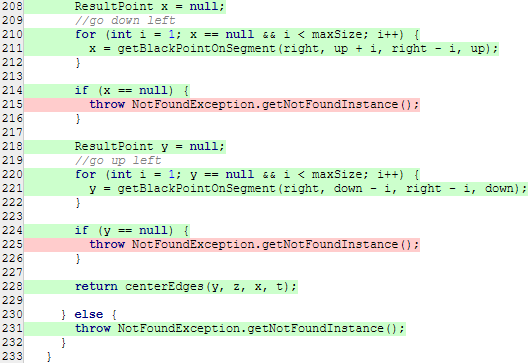 208 ResultPoint x = null;
209 //go down left
210 for (int i = 1; x == null && i < maxSize; i++) {
211 x = getBlackPointOnSegment(right, up + i, right - i, up);
212 }
213
214 if (x == null) {
215 throw NotFoundException.getNotFoundInstance();
216 }
217
218 ResultPoint y = null;
219 //go up left
220 for (int i = 1; y == null && i < maxSize; i++) {
221 y = getBlackPointOnSegment(right, down - i, right - i, down);
222 }
223
224 if (y == null) {
225 throw NotFoundException.getNotFoundInstance();
226 }
227
228 return centerEdges(y, z, x, t);
229
230 } else {
231 throw NotFoundException.getNotFoundInstance();
232 }
233 }